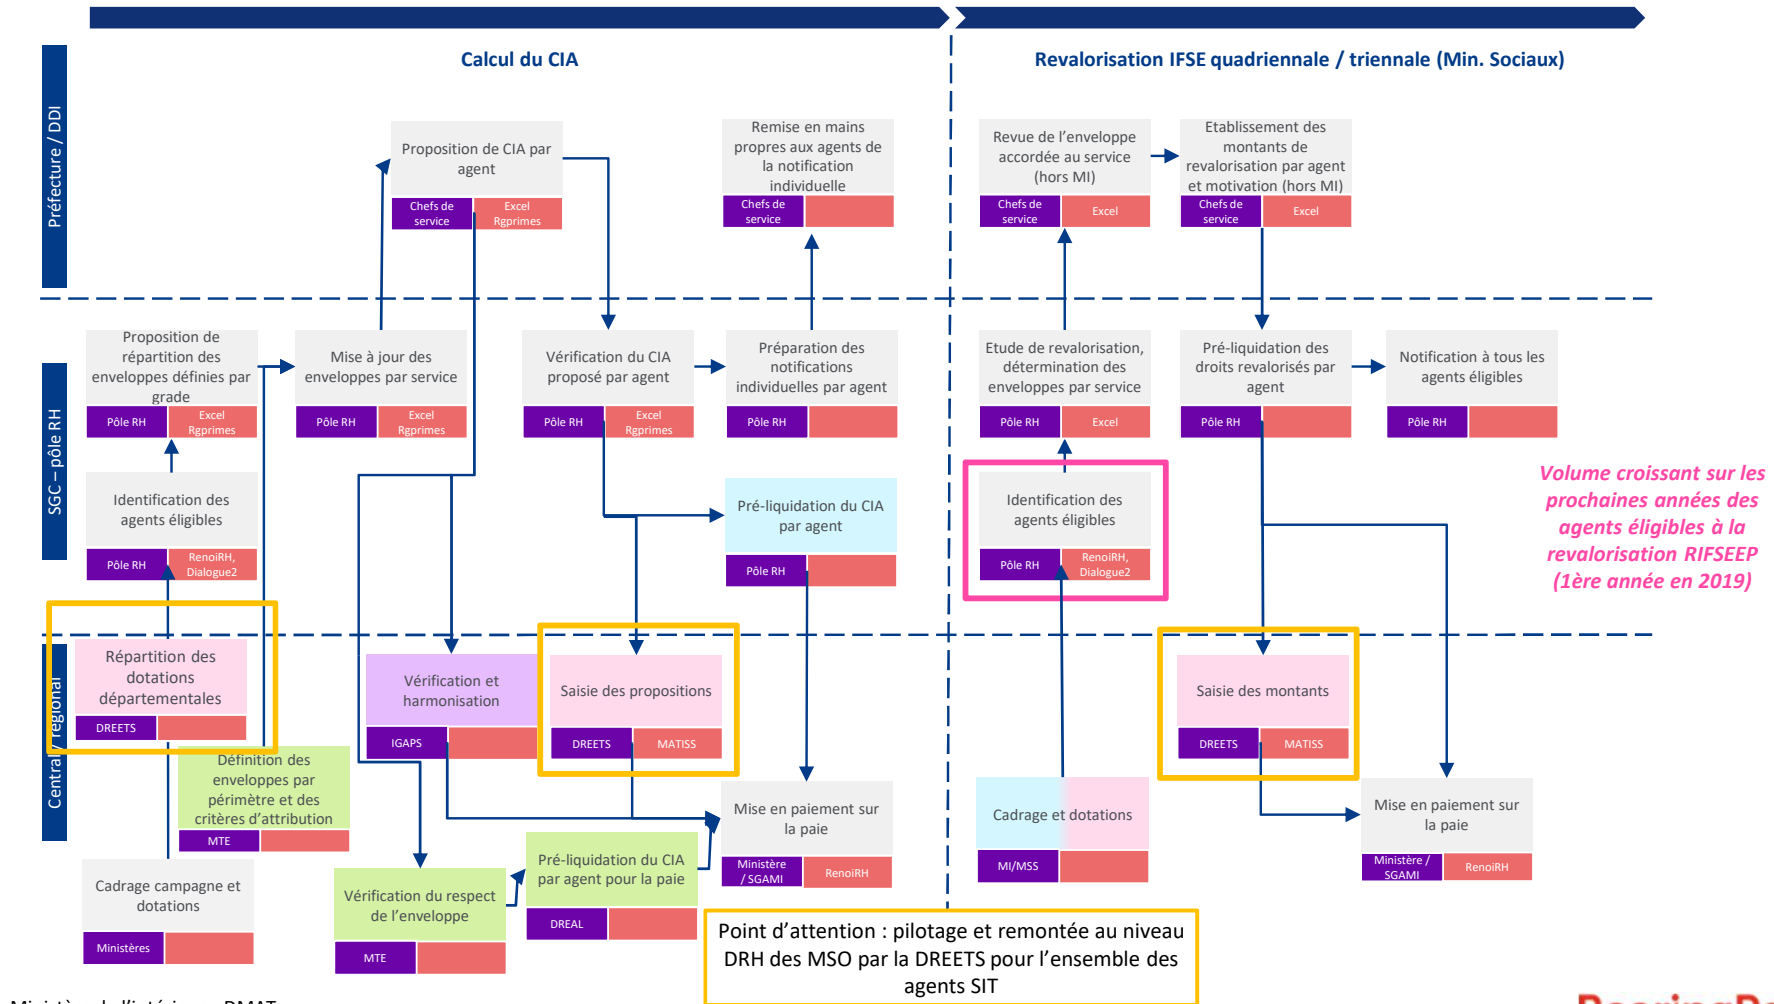 Calcul du CIA
Revalorisation IFSE quadriennale / triennale (Min. Sociaux)
Préfecture / DDI
Proposition de CIA par
agent
Chefs de
service
Excel
Rgprimes
Remise en mains
propres aux agents de
la notification
individuelle
Chefs de
service
Revue de l'enveloppe
accordée au service
(hors MI)
Chefs de
service
Excel
Etablissement des
montants de
revalorisation par agent
et motivation (hors MI)
Chefs de
service
Excel
SGC – pôle RH
Proposition de
répartition des
enveloppes définies par
grade
Pôle RH
Excel
Rgprimes
Mise à jour des
enveloppes par service
Pôle RH
Excel
Rgprimes
Vérification du CIA
proposé par agent
Pôle RH
Excel
Rgprimes
Préparation des
notifications
individuelles par agent
Pôle RH
Etude de revalorisation,
détermination des
enveloppes par service
Pôle RH
Excel
Pré-liquidation des
droits revalorisés par
agent
Pôle RH
Notification à tous les
agents éligibles
Pôle RH
Identification des
agents éligibles
Pôle RH
RenoiRH,
Dialogue2
Pré-liquidation du CIA
par agent
Pôle RH
Identification des
agents éligibles
Pôle RH
RenoiRH,
Dialogue2
Volume croissant sur les
prochaines années des
agents éligibles à la
revalorisation RIFSEEP
(1ère année en 2019)
Central / régional
Répartition des
dotations
départementales
DREETS
Vérification et
harmonisation
IGAPS
Saisie des propositions
DREETS
MATISS
Saisie des montants
DREETS
MATISS
Définition des
enveloppes par
périmètre et des
critères d'attribution
MTE
Mise en paiement sur
la paie
Ministère
/ SGAMI
RenoiRH
Cadrage et dotations
MI/MSS
Mise en paiement sur
la paie
Ministère /
SGAMI
RenoiRH
Cadrage campagne et
dotations
Ministères
Vérification du respect
de l'enveloppe
MTE
Pré-liquidation du CIA
par agent pour la paie
DREAL
Point d'attention : pilotage et remontée au niveau
DRH des MSO par la DREETS pour l'ensemble des
agents SIT